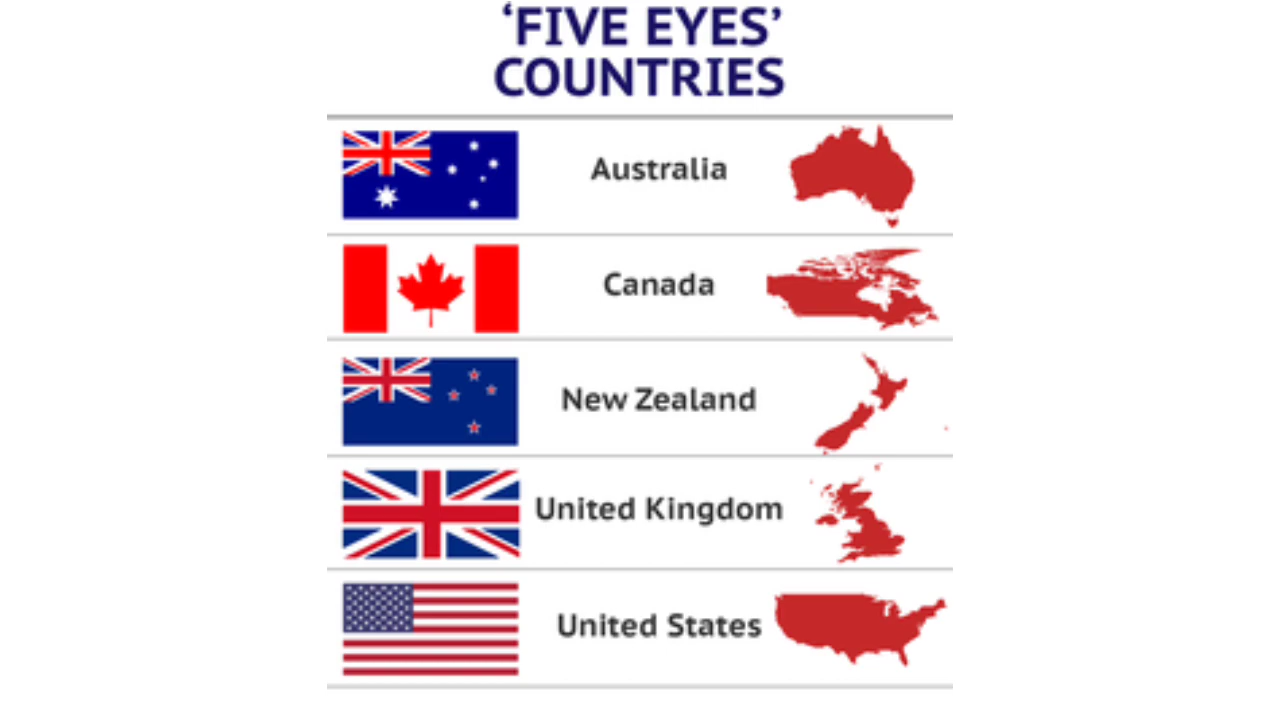 ‘FIVE EYES’
COUNTRIES
Australia
Canada
New Zealand
United Kingdom
United States